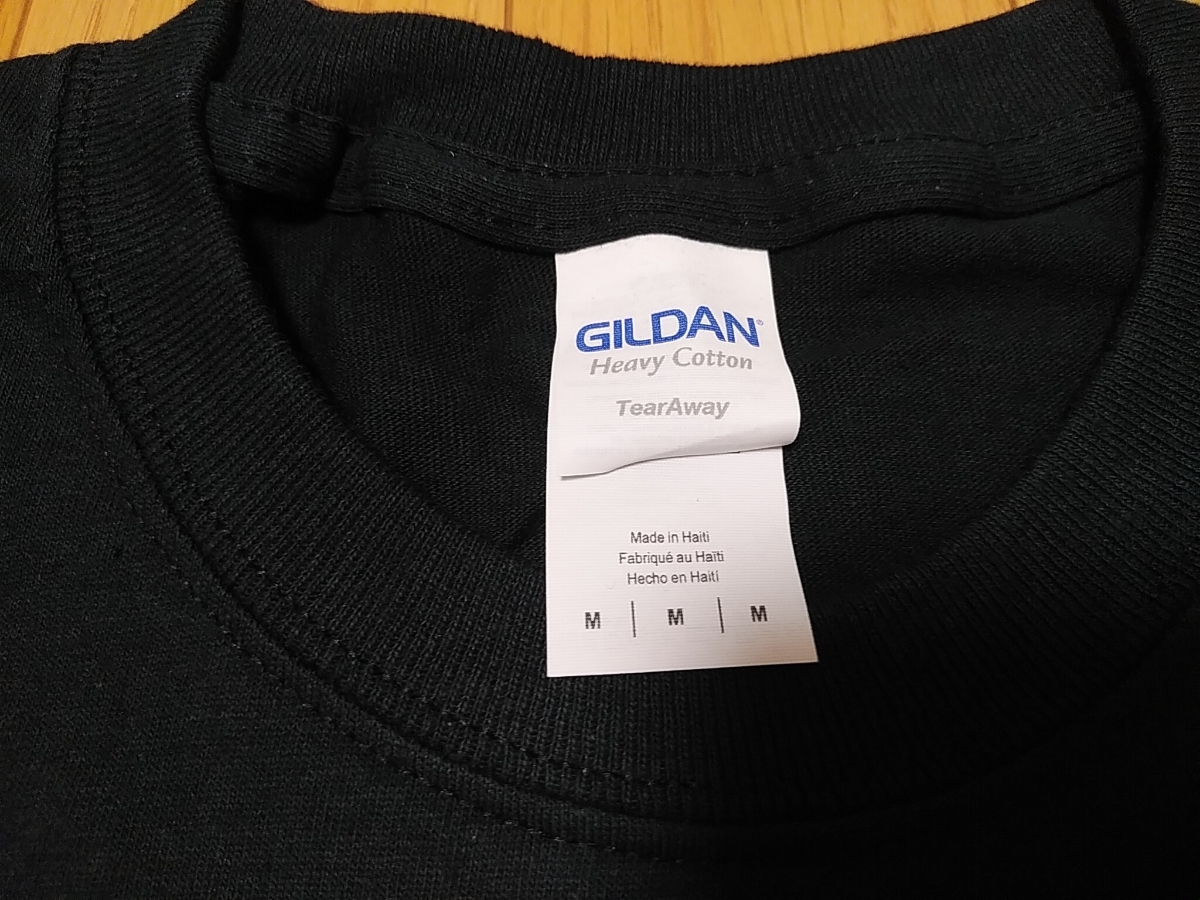 GILDAN®
Heavy Cotton
TearAway
Made in Haiti
Fabriqué au Haïti
Hecho en Haití
M | M | M